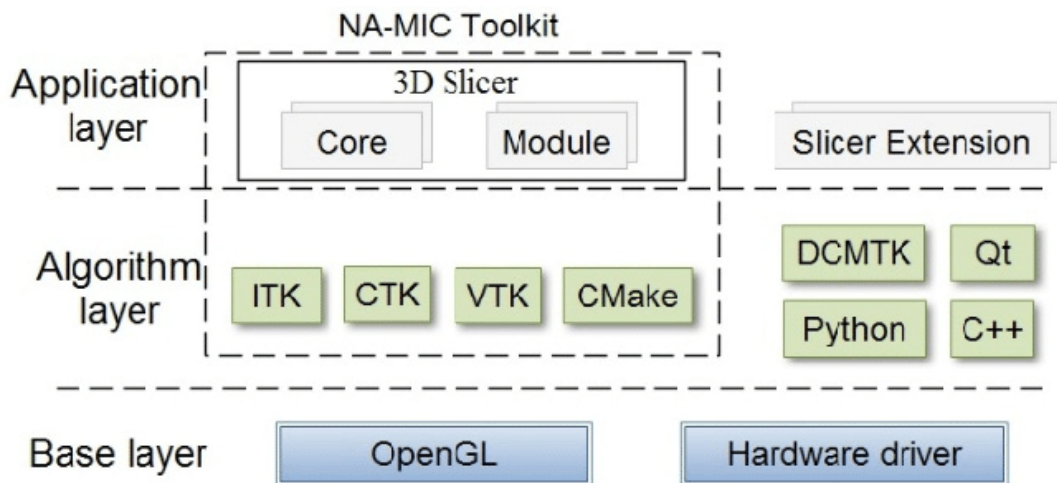 NA-MIC Toolkit
Application
layer
3D Slicer
Core
Module
Slicer Extension
Algorithm
layer
ITK
CTK
VTK
CMake
DCMTK
Qt
Python
C++
Base layer
OpenGL
Hardware driver